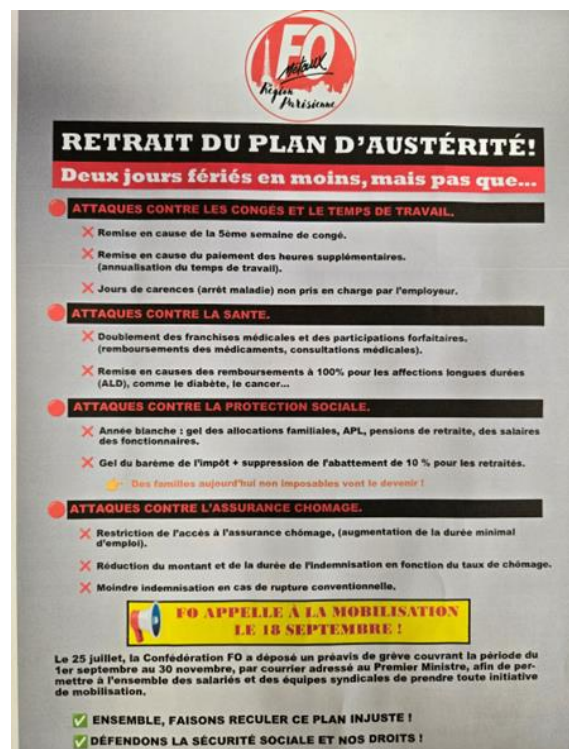 FO
Métaux
Région
Parisienne
RETRAIT DU PLAN D'AUSTÉRITÉ!
Deux jours fériés en moins, mais pas que...
ATTAQUES CONTRE LES CONGÉS ET LE TEMPS DE TRAVAIL.
❌ Remise en cause de la 5ème semaine de congé.
❌ Remise en cause du paiement des heures supplémentaires.
(annualisation du temps de travail).
❌ Jours de carences (arrêt maladie) non pris en charge par l'employeur.
ATTAQUES CONTRE LA SANTE.
❌ Doublement des franchises médicales et des participations forfaitaires.
(remboursements des médicaments, consultations médicales).
❌ Remise en causes des remboursements à 100% pour les affections longues durées
(ALD), comme le diabète, le cancer...
ATTAQUES CONTRE LA PROTECTION SOCIALE.
❌ Année blanche : gel des allocations familiales, APL, pensions de retraite, des salaires
des fonctionnaires.
❌ Gel du barème de l'impôt + suppression de l'abattement de 10 % pour les retraités.
👉 Des familles aujourd'hui non imposables vont le devenir !
ATTAQUES CONTRE L'ASSURANCE CHOMAGE.
❌ Restriction de l'accès à l'assurance chômage, (augmentation de la durée minimal
d'emploi).
❌ Réduction du montant et de la durée de l'indemnisation en fonction du taux de chômage.
❌ Moindre indemnisation en cas de rupture conventionnelle.
FO APPELLE À LA MOBILISATION
LE 18 SEPTEMBRE !
Le 25 juillet, la Confédération FO a déposé un préavis de grève couvrant la période du
1er septembre au 30 novembre, par courrier adressé au Premier Ministre, afin de per-
mettre à l'ensemble des salariés et des équipes syndicales de prendre toute initiative
de mobilisation.
✅ ENSEMBLE, FAISONS RECULER CE PLAN INJUSTE !
✅ DÉFENDONS LA SÉCURITÉ SOCIALE ET NOS DROITS !